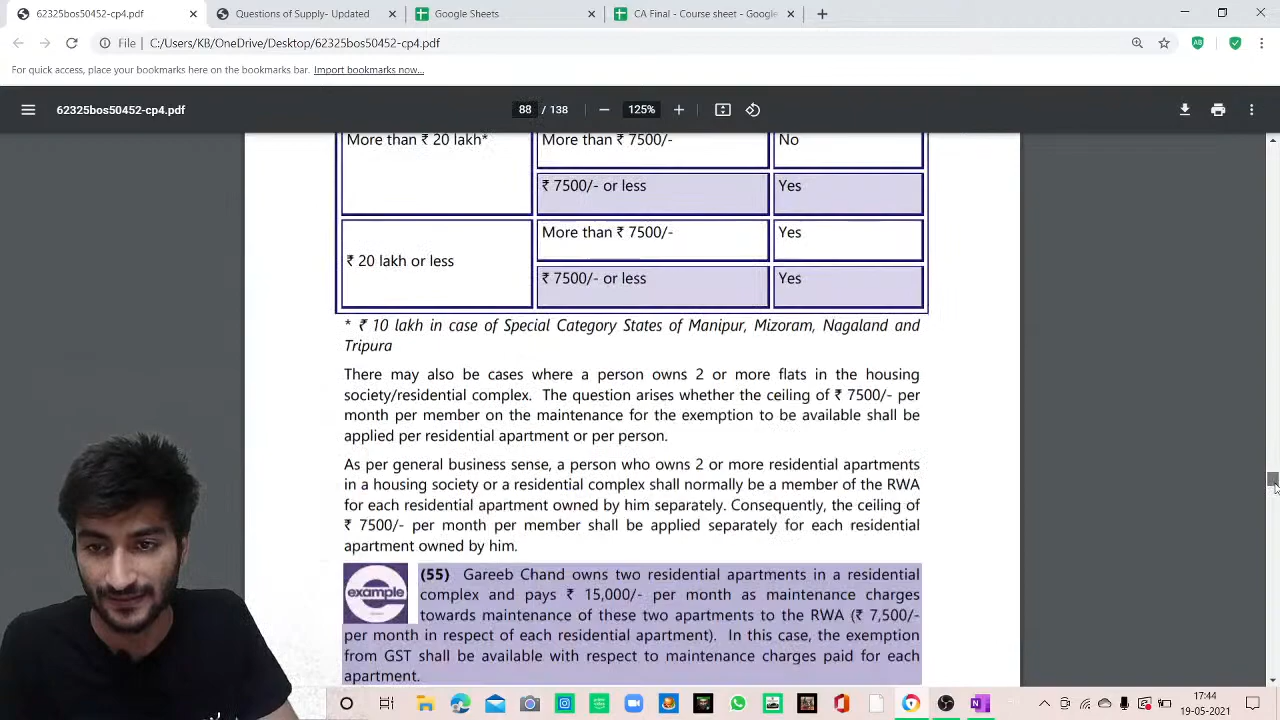 62325bos50452-cp4.pdf
Questions of Supply- Updated
Google Sheets
CA Final - Course sheet - Google
File | C:/Users/KB/OneDrive/Desktop/62325bos50452-cp4.pdf
For quick access, place your bookmarks here on the bookmarks bar. Import bookmarks now...
62325bos50452-cp4.pdf
88 / 138
125%
More than ₹ 20 lakh*
More than ₹ 7500/-
No
₹ 7500/- or less
Yes
₹ 20 lakh or less
More than ₹ 7500/-
Yes
₹ 7500/- or less
Yes
* ₹ 10 lakh in case of Special Category States of Manipur, Mizoram, Nagaland and
Tripura
There may also be cases where a person owns 2 or more flats in the housing
society/residential complex. The question arises whether the ceiling of ₹ 7500/- per
month per member on the maintenance for the exemption to be available shall be
applied per residential apartment or per person.
As per general business sense, a person who owns 2 or more residential apartments
in a housing society or a residential complex shall normally be a member of the RWA
for each residential apartment owned by him separately. Consequently, the ceiling of
₹ 7500/- per month per member shall be applied separately for each residential
apartment owned by him.
example
(55) Gareeb Chand owns two residential apartments in a residential
complex and pays ₹ 15,000/- per month as maintenance charges
towards maintenance of these two apartments to the RWA (₹ 7,500/-
per month in respect of each residential apartment). In this case, the exemption
from GST shall be available with respect to maintenance charges paid for each
apartment.
17:44
19-05-2021